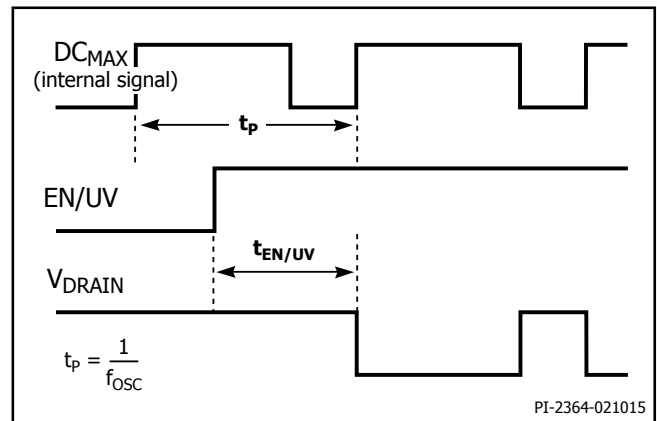 DCMAX
(internal signal)
tP
EN/UV
tEN/UV
VDRAIN
tP = 1/fOSC
PI-2364-021015